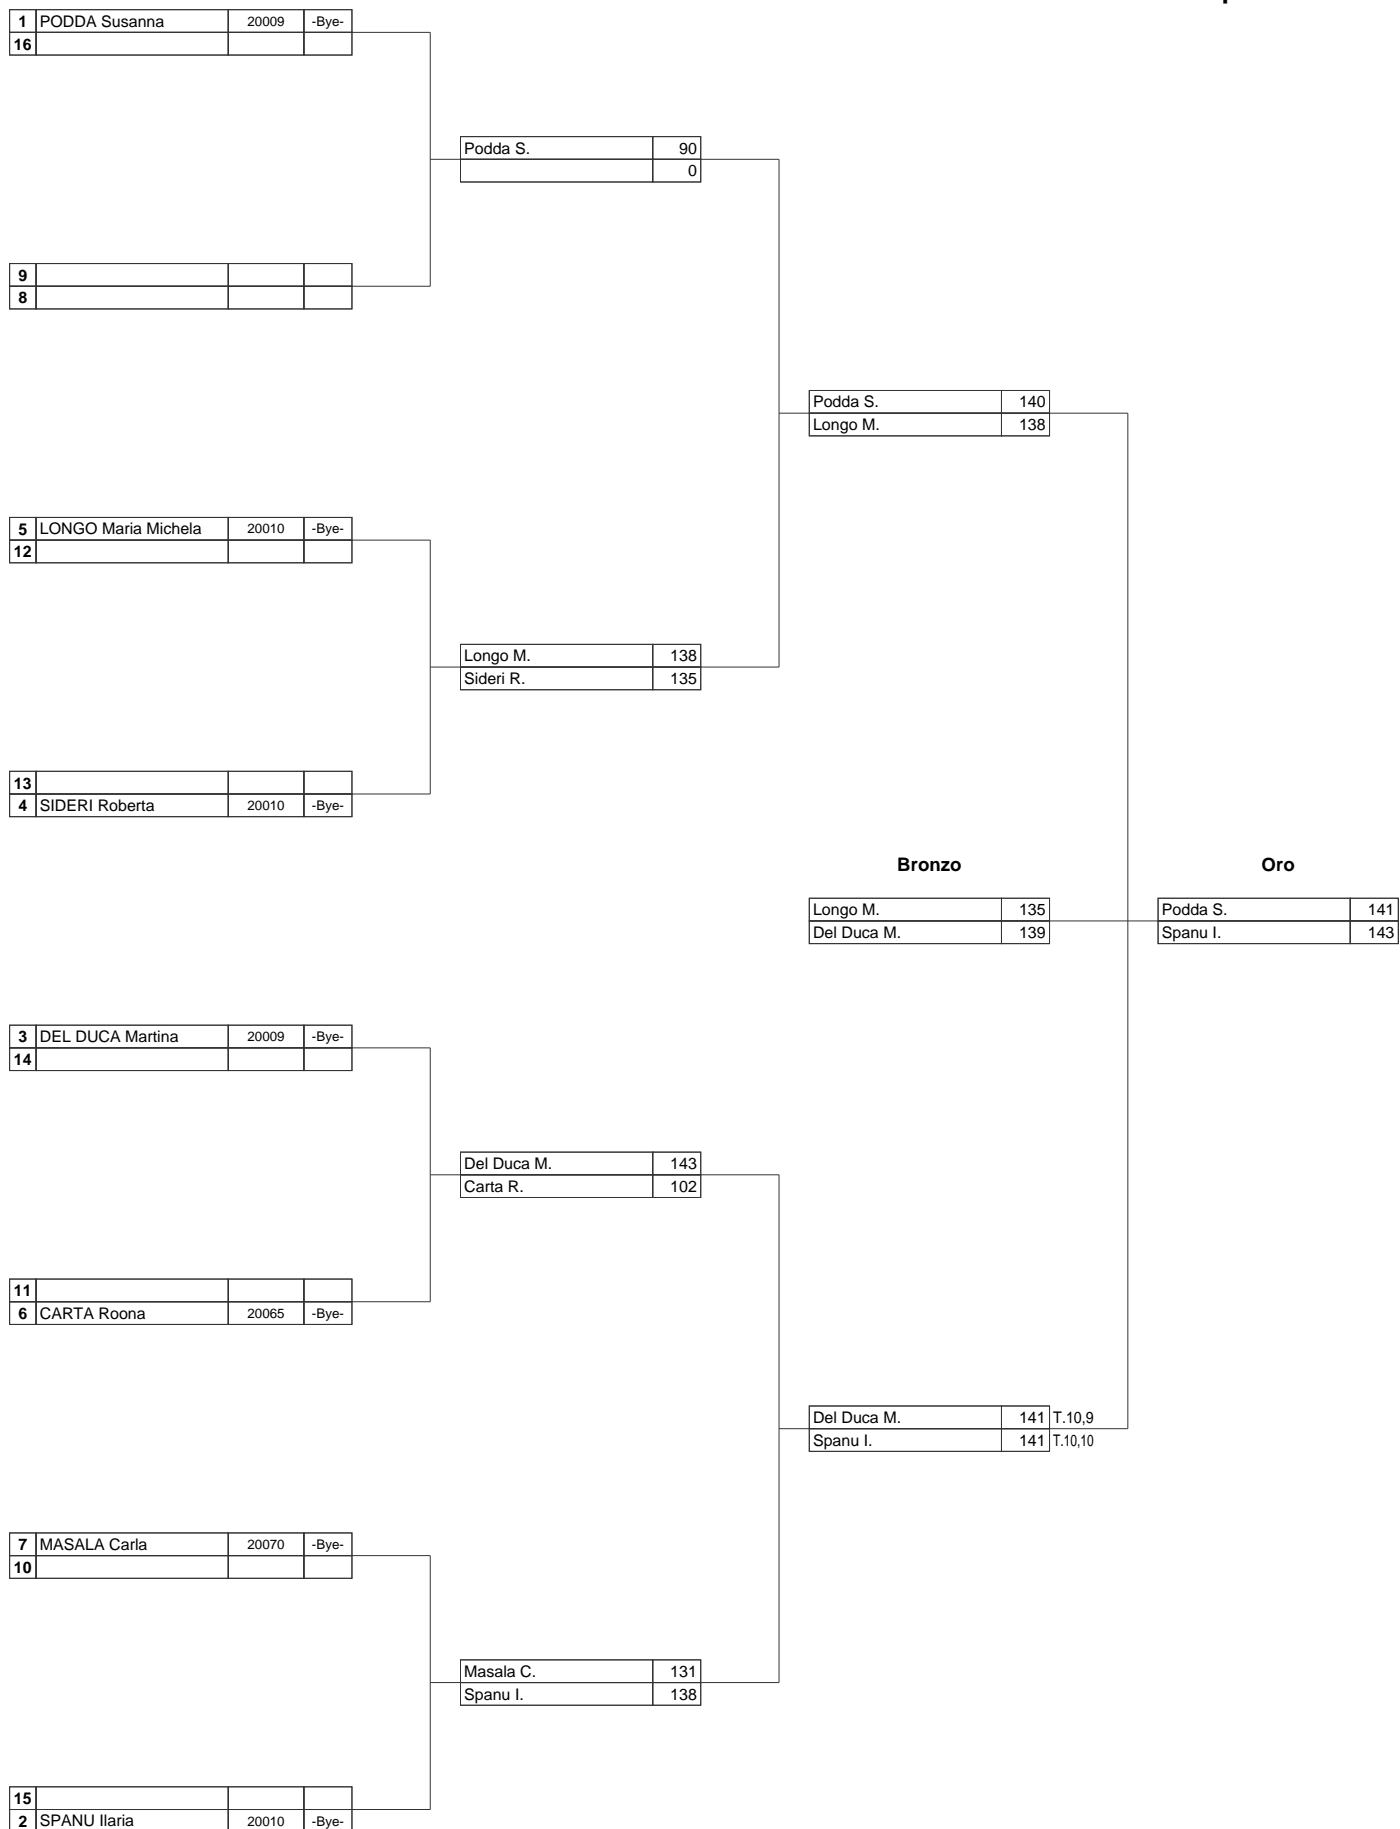 1 PODDA Susanna 20009 -Bye-
16
Podda S. 90
0
9
8
Podda S. 140
Longo M. 138
5 LONGO Maria Michela 20010 -Bye-
12
Longo M. 138
Sideri R. 135
13
4 SIDERI Roberta 20010 -Bye-
Bronzo
Oro
Longo M. 135
Del Duca M. 139
Podda S. 141
Spanu I. 143
3 DEL DUCA Martina 20009 -Bye-
14
Del Duca M. 143
Carta R. 102
11
6 CARTA Roona 20065 -Bye-
Del Duca M. 141 T.10,9
Spanu I. 141 T.10,10
7 MASALA Carla 20070 -Bye-
10
Masala C. 131
Spanu I. 138
15
2 SPANU Ilaria 20010 -Bye-